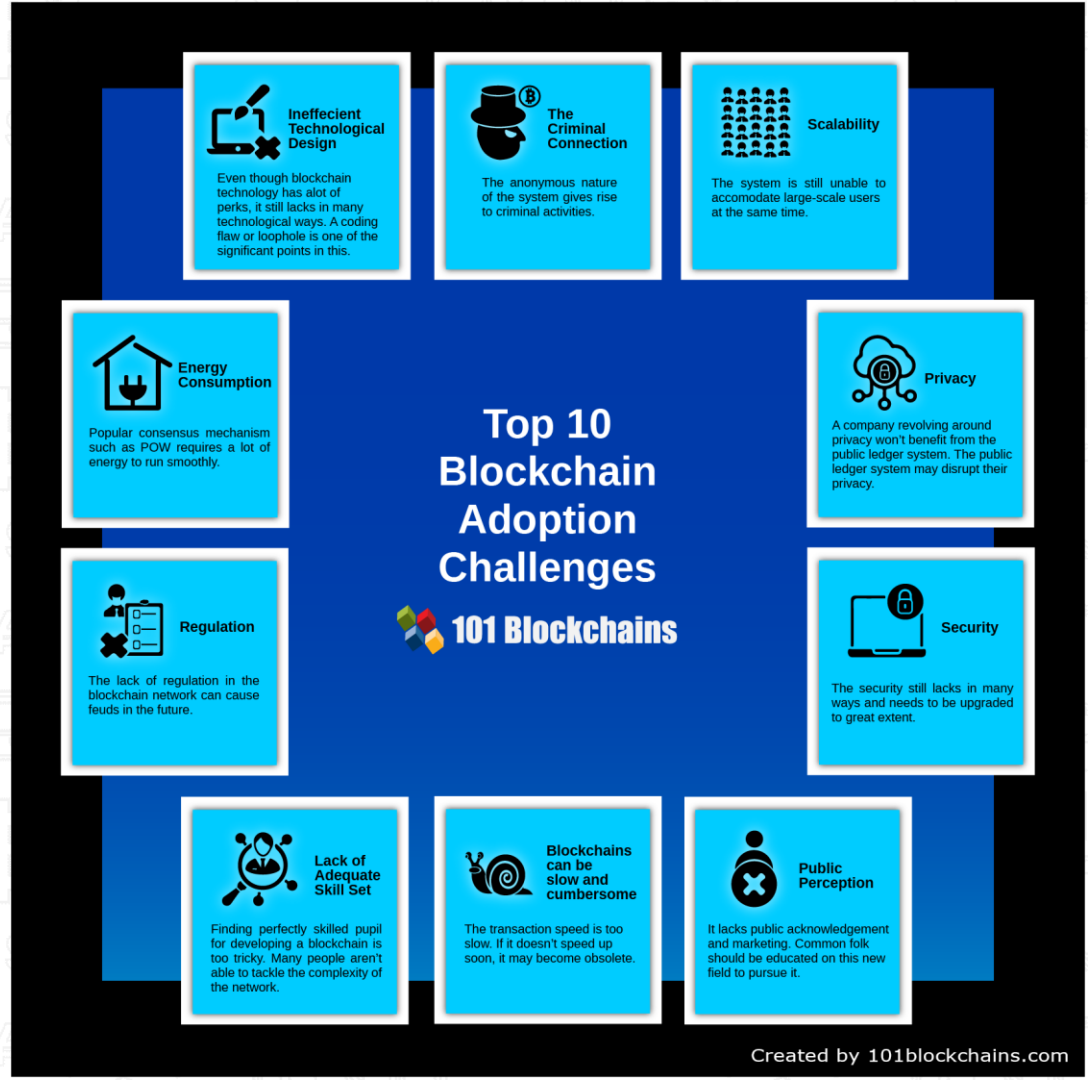 Ineffecient
Technological
Design
Even though blockchain
technology has alot of
perks, it still lacks in many
technological ways. A coding
flaw or loophole is one of the
significant points in this.
The
Criminal
Connection
The anonymous nature
of the system gives rise
to criminal activities.
Scalability
The system is still unable to
accomodate large-scale users
at the same time.
Energy
Consumption
Popular consensus mechanism
such as POW requires a lot of
energy to run smoothly.
Privacy
A company revolving around
privacy won't benefit from the
public ledger system. The public
ledger system may disrupt their
privacy.
Top 10
Blockchain
Adoption
Challenges
101 Blockchains
Regulation
The lack of regulation in the
blockchain network can cause
feuds in the future.
Security
The security still lacks in many
ways and needs to be upgraded
to great extent.
Lack of
Adequate
Skill Set
Finding perfectly skilled pupil
for developing a blockchain is
too tricky. Many people aren't
able to tackle the complexity of
the network.
Blockchains
can be
slow and
cumbersome
The transaction speed is too
slow. If it doesn't speed up
soon, it may become obsolete.
Public
Perception
It lacks public acknowledgement
and marketing. Common folk
should be educated on this new
field to pursue it.
Created by 101blockchains.com